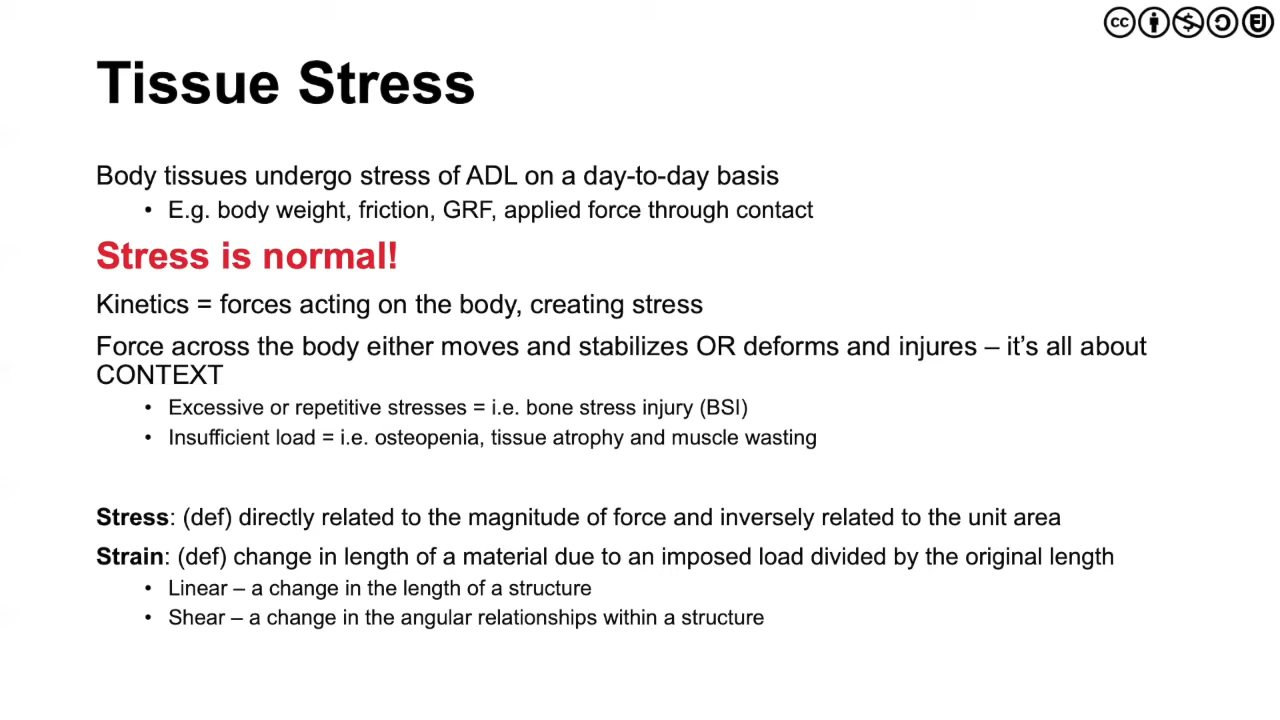 Tissue Stress
Body tissues undergo stress of ADL on a day-to-day basis
• E.g. body weight, friction, GRF, applied force through contact
Stress is normal!
Kinetics = forces acting on the body, creating stress
Force across the body either moves and stabilizes OR deforms and injures – it’s all about
CONTEXT
• Excessive or repetitive stresses = i.e. bone stress injury (BSI)
• Insufficient load = i.e. osteopenia, tissue atrophy and muscle wasting
Stress: (def) directly related to the magnitude of force and inversely related to the unit area
Strain: (def) change in length of a material due to an imposed load divided by the original length
• Linear – a change in the length of a structure
• Shear – a change in the angular relationships within a structure